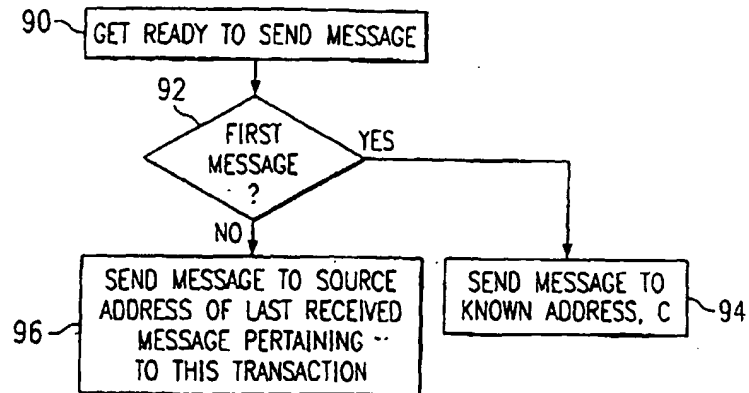 90
GET READY TO SEND MESSAGE
92
FIRST
MESSAGE
?
YES
NO
SEND MESSAGE TO SOURCE
ADDRESS OF LAST RECEIVED
MESSAGE PERTAINING
TO THIS TRANSACTION
96
SEND MESSAGE TO
KNOWN ADDRESS, C
94